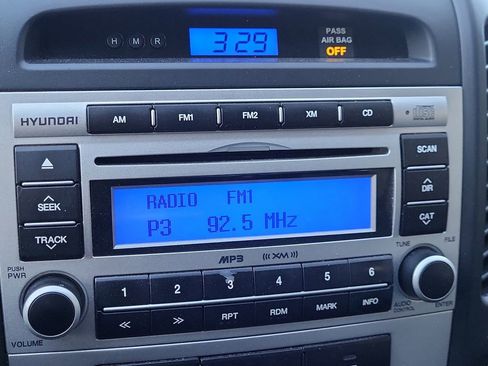 H M R
3:29
PASS
AIR BAG
OFF
HYUNDAI
AM FM1 FM2 XM CD
SCAN
SEEK
TRACK
DIR
CAT
RADIO FM1
P3 92.5 MHz
MP3 XM
PUSH
PWR
VOLUME
TUNE FILE
1 2 3 4 5 6
<< >> RPT RDM MARK INFO
AUDIO
CONTROL
ENTER